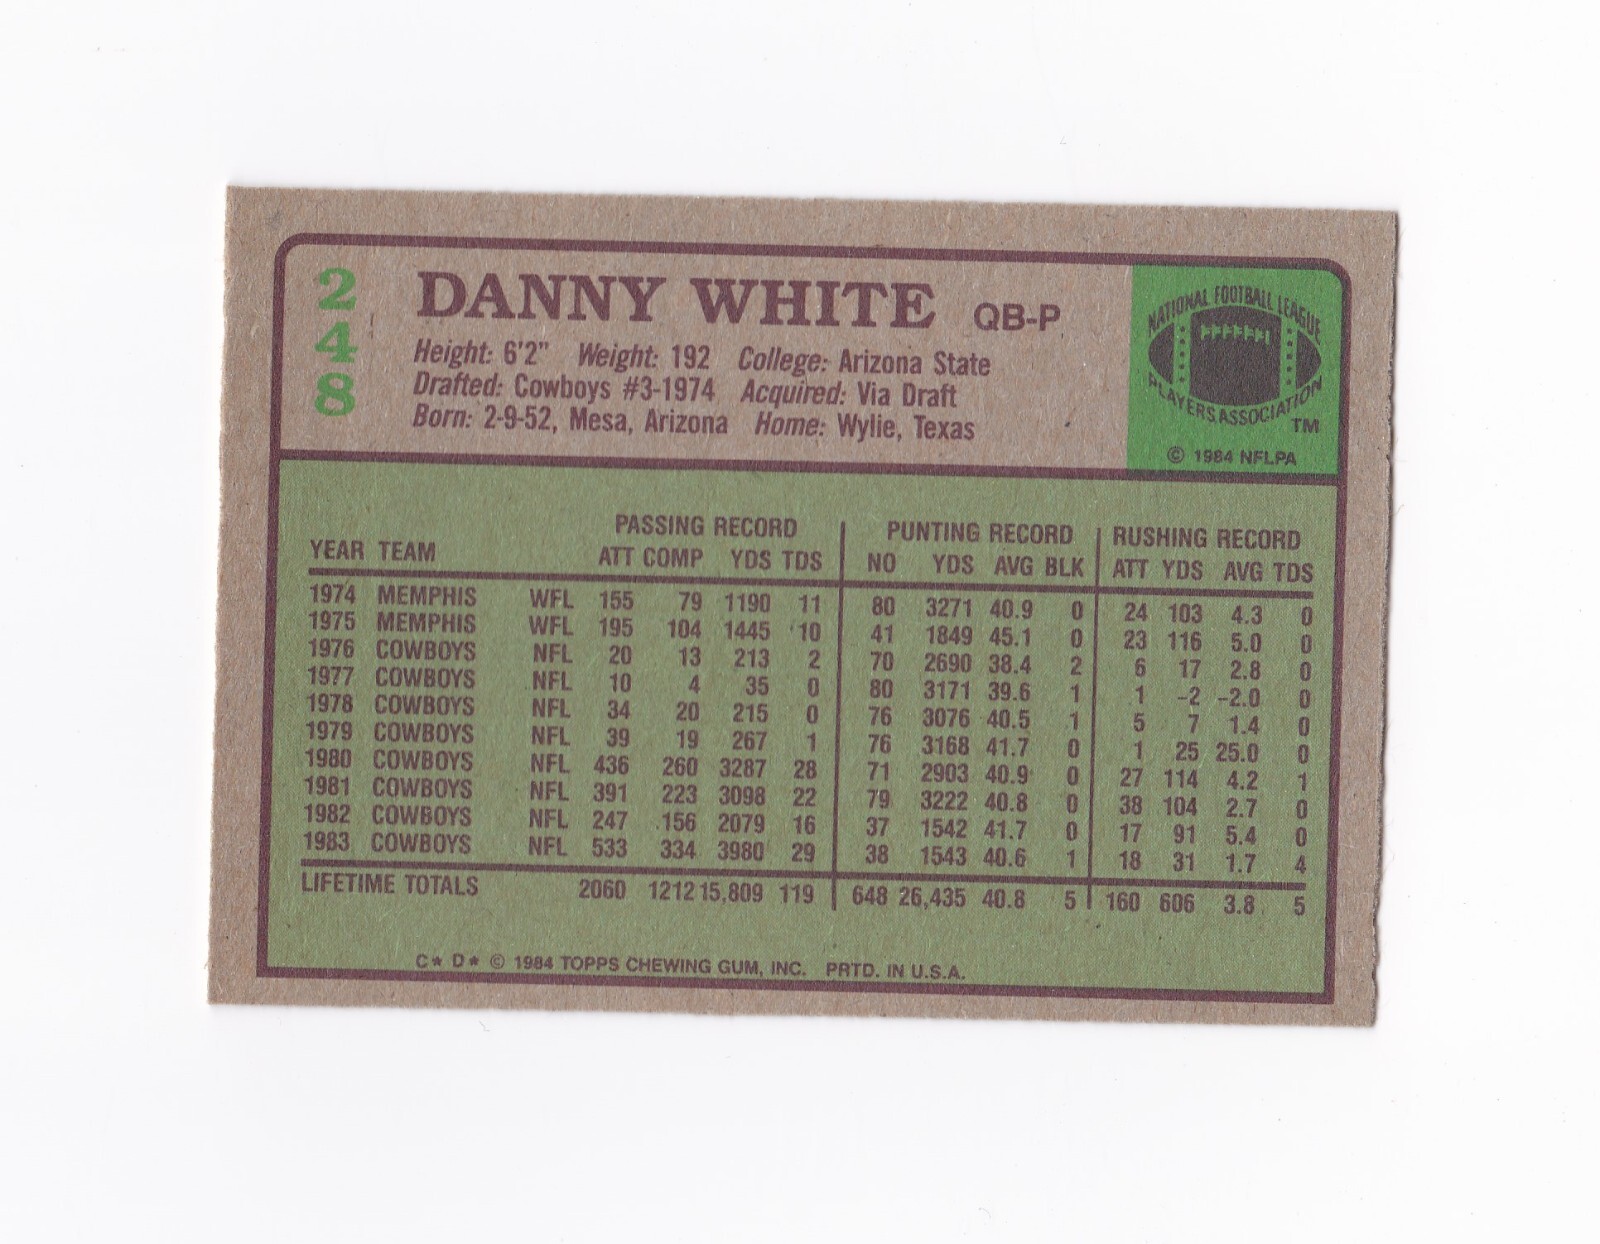 2
4
8
DANNY WHITE QB-P
Height: 6'2" Weight: 192 College: Arizona State
Drafted: Cowboys #3-1974 Acquired: Via Draft
Born: 2-9-52, Mesa, Arizona Home: Wylie, Texas
NATIONAL FOOTBALL LEAGUE
PLAYERS ASSOCIATION
TM
© 1984 NFLPA
PASSING RECORD PUNTING RECORD RUSHING RECORD
YEAR TEAM ATT COMP YDS TDS NO YDS AVG BLK ATT YDS AVG TDS
1974 MEMPHIS WFL 155 79 1190 11 80 3271 40.9 0 24 103 4.3 0
1975 MEMPHIS WFL 195 104 1445 10 41 1849 45.1 0 23 116 5.0 0
1976 COWBOYS NFL 20 13 213 2 70 2690 38.4 2 6 17 2.8 0
1977 COWBOYS NFL 10 4 35 0 80 3171 39.6 1 1 -2 -2.0 0
1978 COWBOYS NFL 34 20 215 0 76 3076 40.5 1 5 7 1.4 0
1979 COWBOYS NFL 39 19 267 1 76 3168 41.7 0 1 25 25.0 0
1980 COWBOYS NFL 436 260 3287 28 71 2903 40.9 0 27 114 4.2 1
1981 COWBOYS NFL 391 223 3098 22 79 3222 40.8 0 38 104 2.7 0
1982 COWBOYS NFL 247 156 2079 16 37 1542 41.7 0 17 91 5.4 0
1983 COWBOYS NFL 533 334 3980 29 38 1543 40.6 1 18 31 1.7 4
LIFETIME TOTALS 2060 1212 15,809 119 648 26,435 40.8 5 160 606 3.8 5
C* D* © 1984 TOPPS CHEWING GUM, INC. PRTD. IN U.S.A.